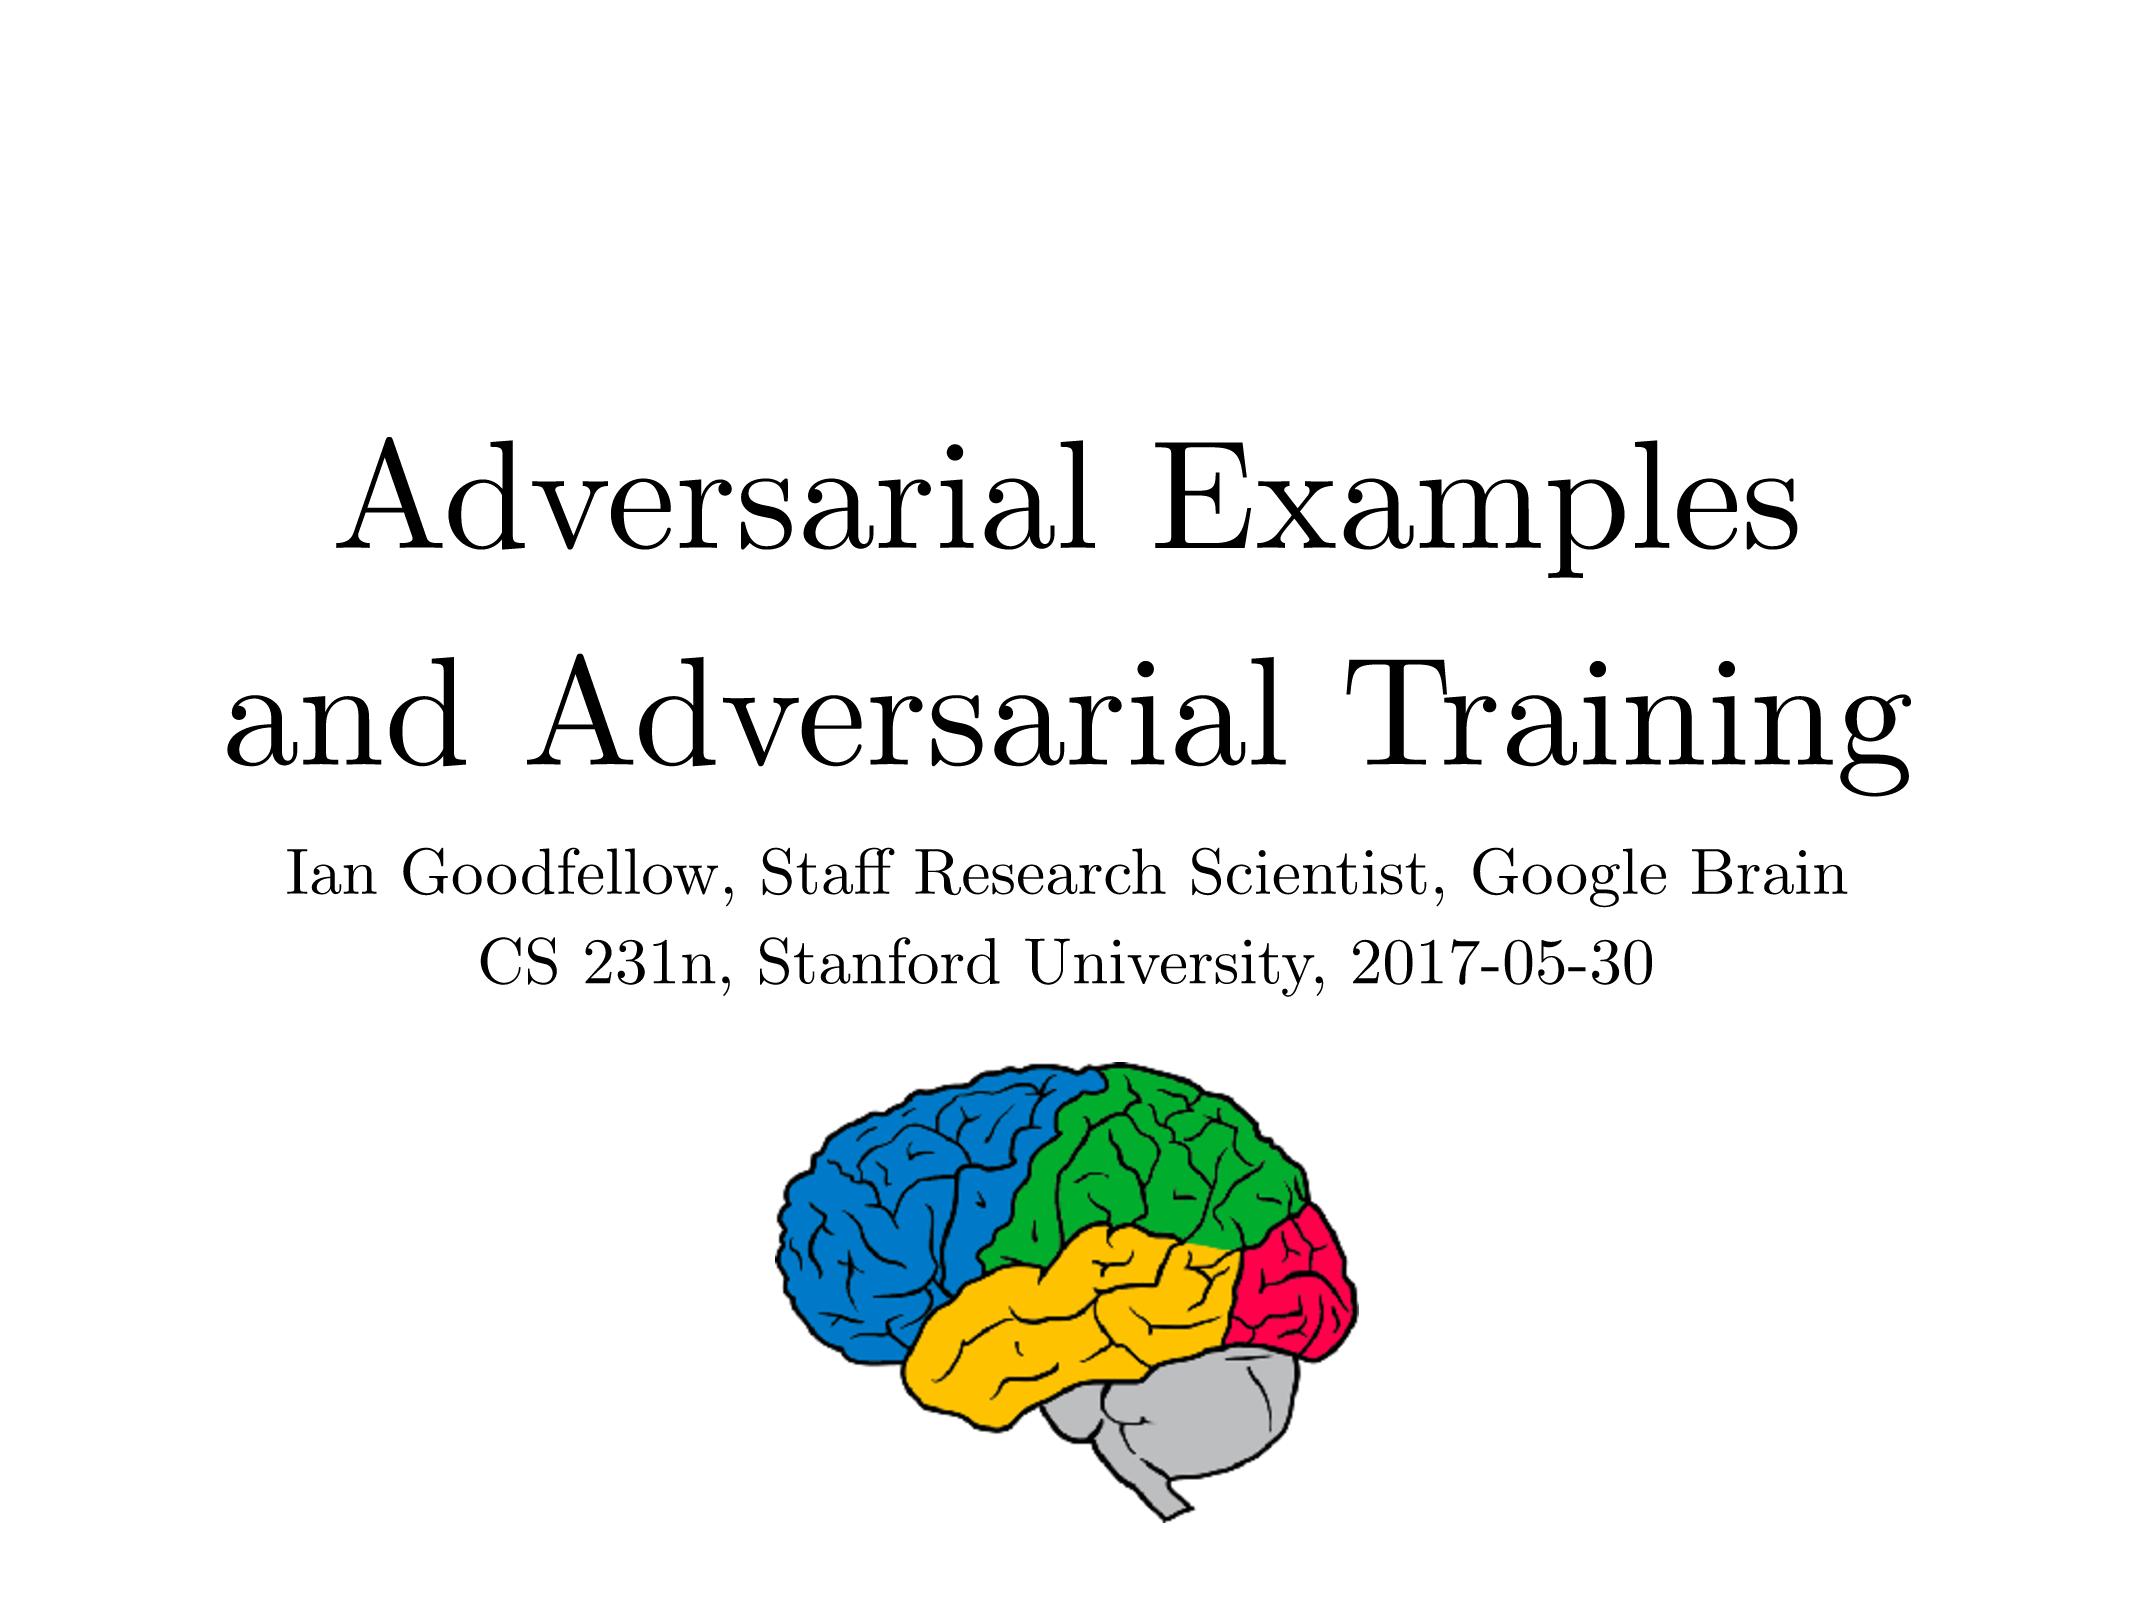 Adversarial Examples
and Adversarial Training
Ian Goodfellow, Staff Research Scientist, Google Brain
CS 231n, Stanford University, 2017-05-30